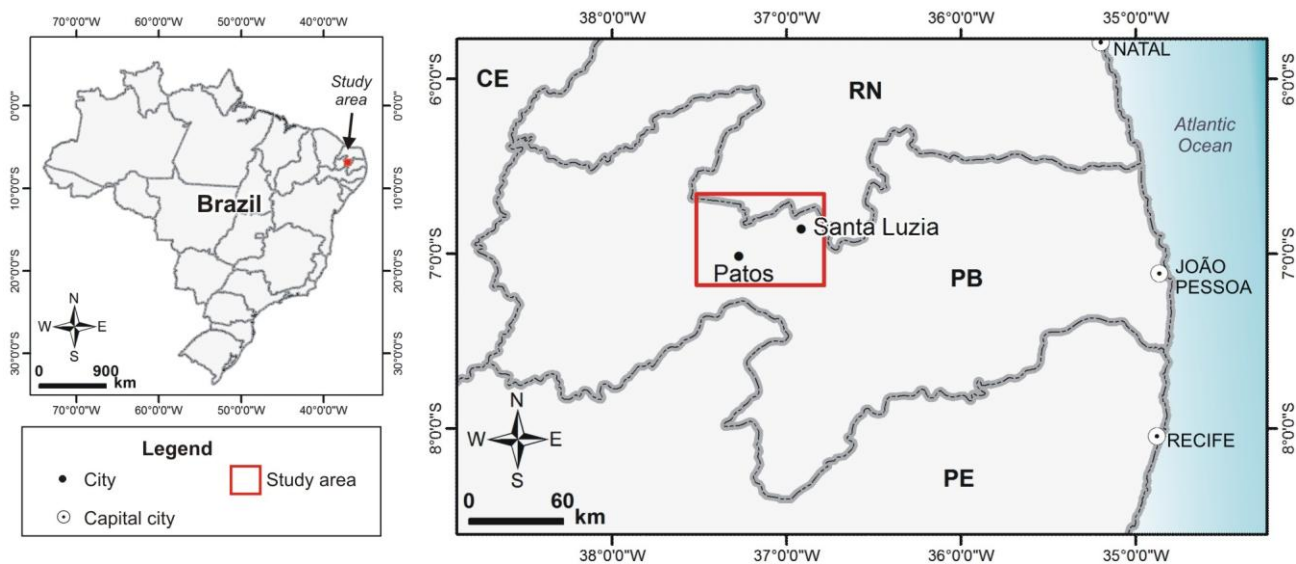 70°0'0"W 60°0'0"W 50°0'0"W 40°0'0"W
Study
area
0°0'0"
10°0'0"S
20°0'0"S
30°0'0"S
0°0'0"
10°0'0"S
20°0'0"S
30°0'0"S
Brazil
N
W E
S
0 900
km
70°0'0"W 60°0'0"W 50°0'0"W 40°0'0"W
Legend
City
Study area
Capital city
38°0'0"W 37°0'0"W 36°0'0"W 35°0'0"W
6°0'0"S
7°0'0"S
8°0'0"S
CE
RN
NATAL
Atlantic
Ocean
Santa Luzia
Patos
PB
JOÃO
PESSOA
N
W E
S
RECIFE
PE
0 60
km
6°0'0"S
7°0'0"S
8°0'0"S
38°0'0"W 37°0'0"W 36°0'0"W 35°0'0"W